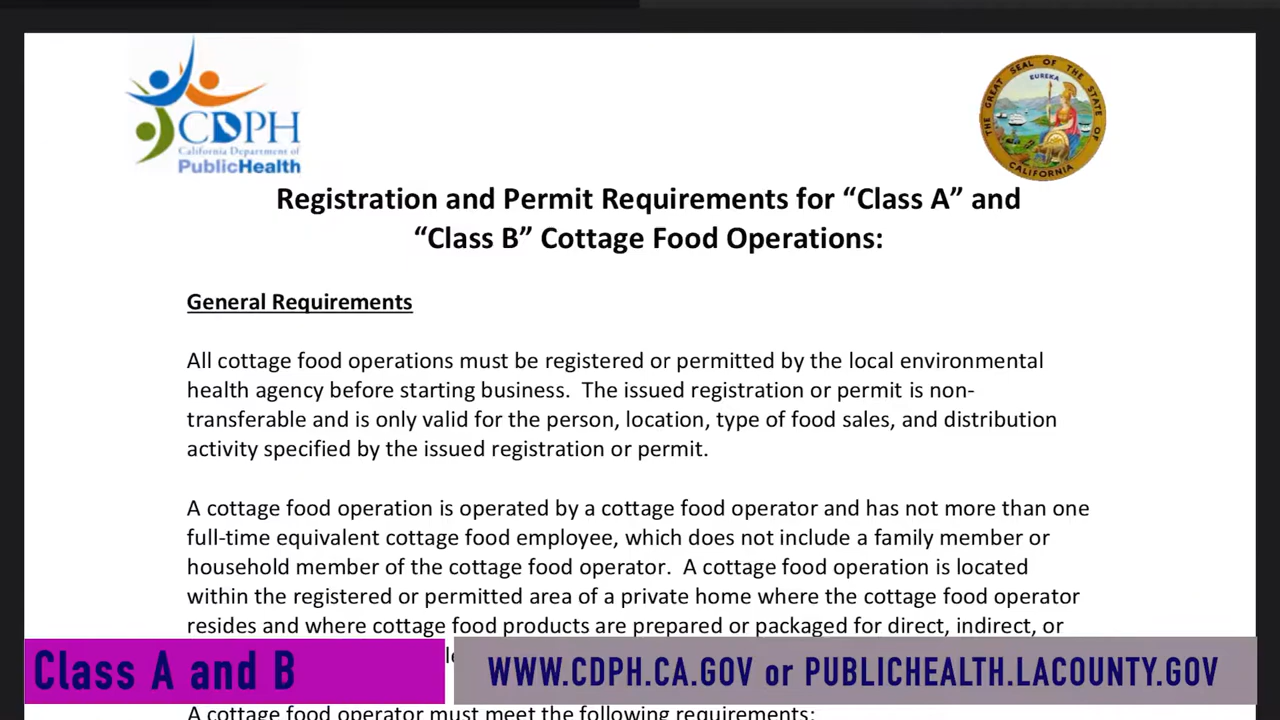 CDPH
California Department of
PublicHealth
THE GREAT SEAL OF THE STATE OF CALIFORNIA
EUREKA
Registration and Permit Requirements for “Class A” and
“Class B” Cottage Food Operations:
General Requirements
All cottage food operations must be registered or permitted by the local environmental
health agency before starting business.  The issued registration or permit is non-
transferable and is only valid for the person, location, type of food sales, and distribution
activity specified by the issued registration or permit.
A cottage food operation is operated by a cottage food operator and has not more than one
full-time equivalent cottage food employee, which does not include a family member or
household member of the cottage food operator.  A cottage food operation is located
within the registered or permitted area of a private home where the cottage food operator
resides and where cottage food products are prepared or packaged for direct, indirect, or
Class A and B
WWW.CDPH.CA.GOV or PUBLICHEALTH.LACOUNTY.GOV
A cottage food operator must meet the following requirements: